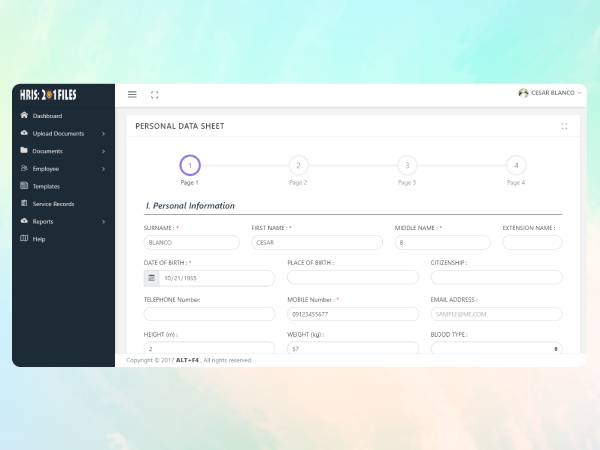 HRIS: 201 FILES
CESAR BLANCO
Dashboard
Upload Documents
Documents
Employee
Templates
Service Records
Reports
Help
PERSONAL DATA SHEET
1 2 3 4
Page 1 Page 2 Page 3 Page 4
I. Personal Information
SURNAME : * FIRST NAME : * MIDDLE NAME : * EXTENSION NAME :
BLANCO CESAR
DATE OF BIRTH : * PLACE OF BIRTH : CITIZENSHIP :
10/21/1955
TELEPHONE Number: MOBILE Number : * EMAIL ADDRESS :
09123455677 SAMPLE@ME.COM
HEIGHT (m) : WEIGHT (kg) : BLOOD TYPE :
2 57
Copyright © 2017 ALT+F4 . All rights reserved